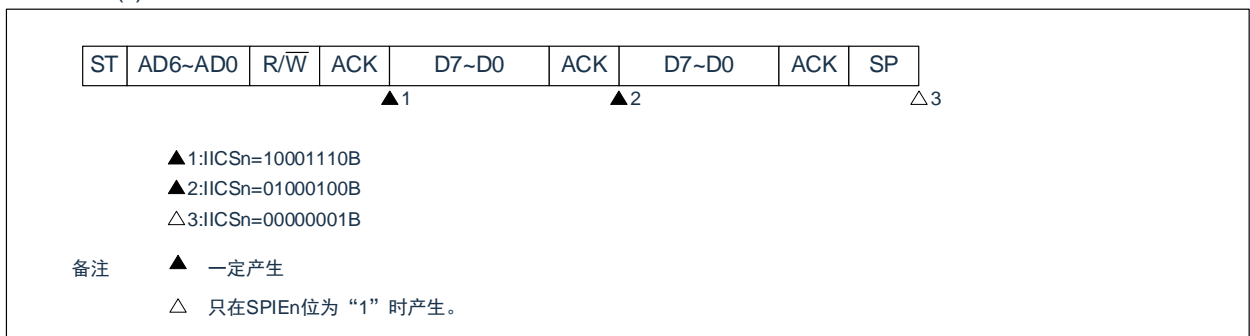 ST AD6~AD0 R/W̅ ACK D7~D0 ACK D7~D0 ACK SP
▲1 ▲2 △3
▲1:IICSn=10001110B
▲2:IICSn=01000100B
△3:IICSn=00000001B
备注 ▲ 一定产生
△ 只在SPIEn位为“1”时产生。